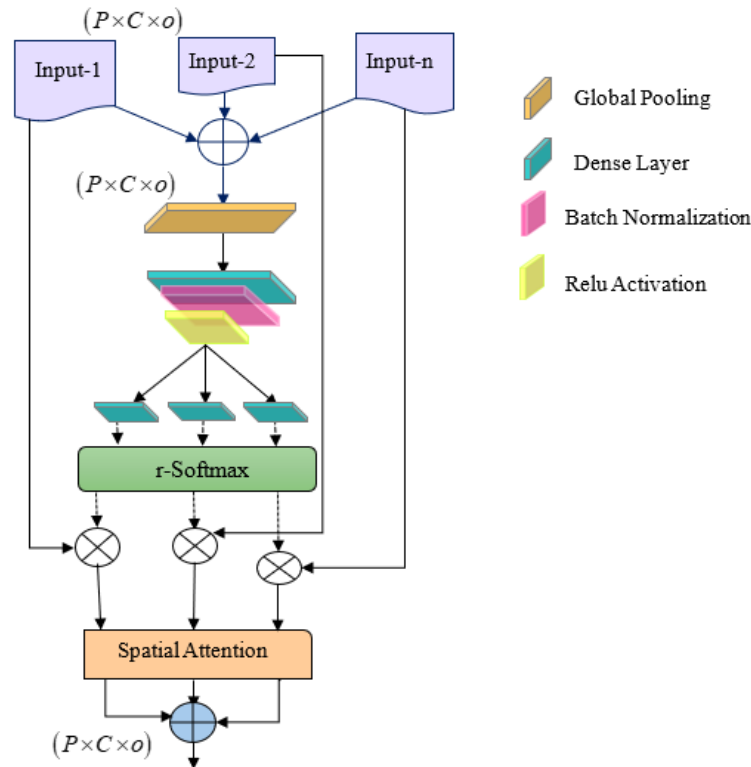 (P×C×o)
Input-1
Input-2
Input-n
(P×C×o)
r-Softmax
Spatial Attention
(P×C×o)
Global Pooling
Dense Layer
Batch Normalization
Relu Activation